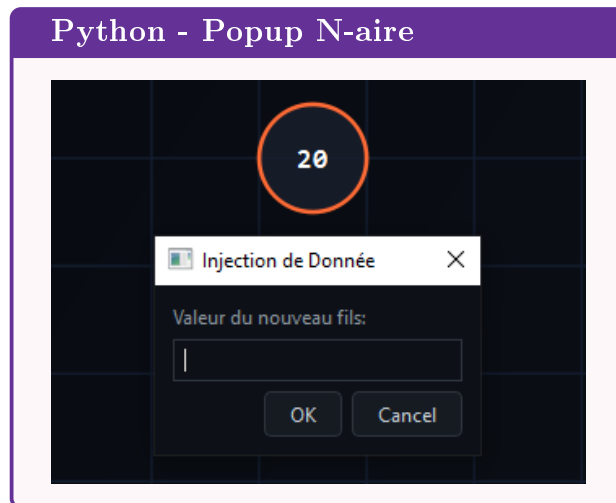 Python - Popup N-aire
20
Injection de Donnée
Valeur du nouveau fils:
OK
Cancel